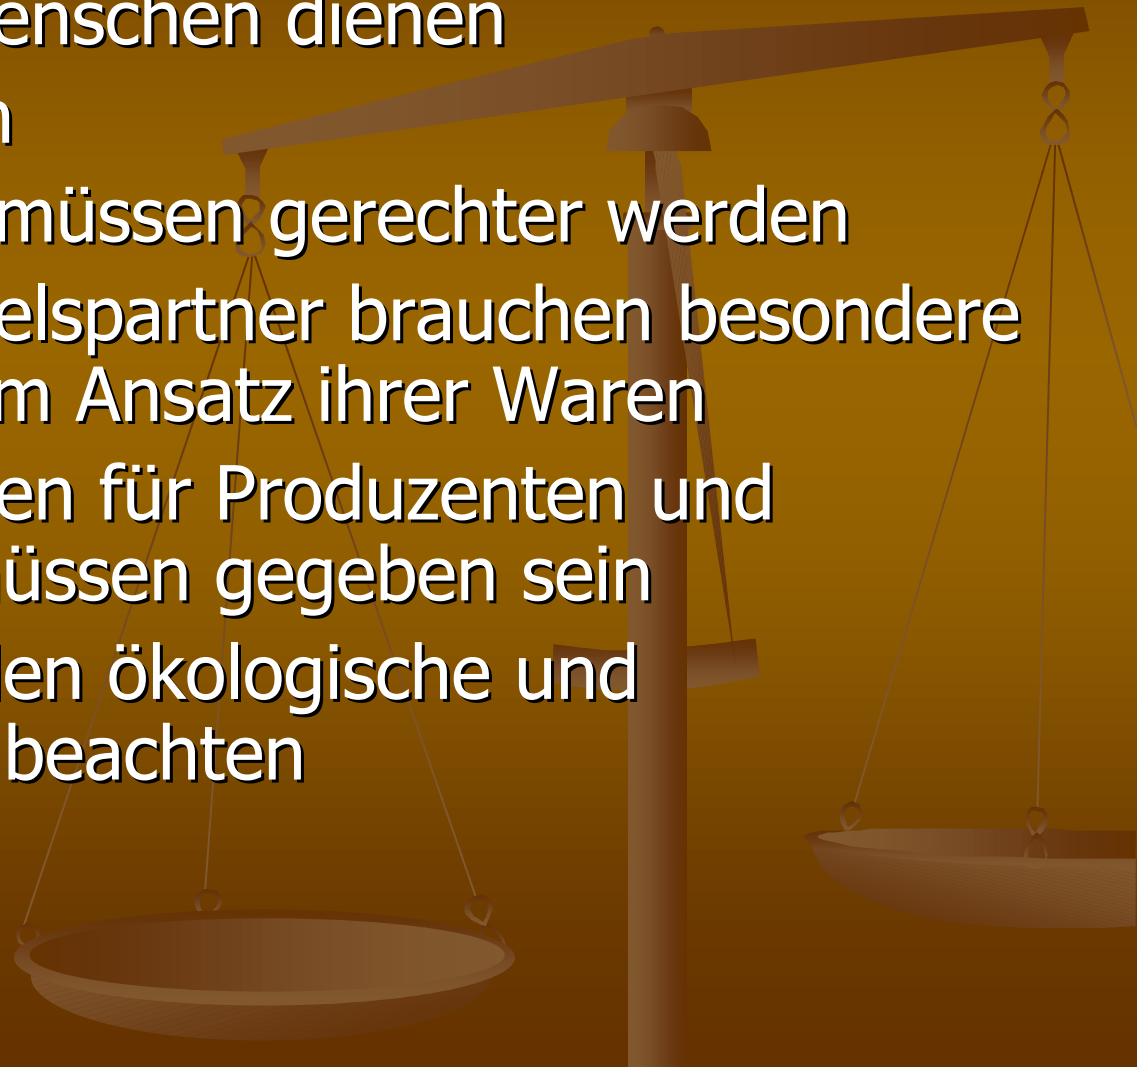 enschen dienen
n
müssen gerechter werden
elspartner brauchen besondere
m Ansatz ihrer Waren
en für Produzenten und
üssen gegeben sein
en ökologische und
beachten